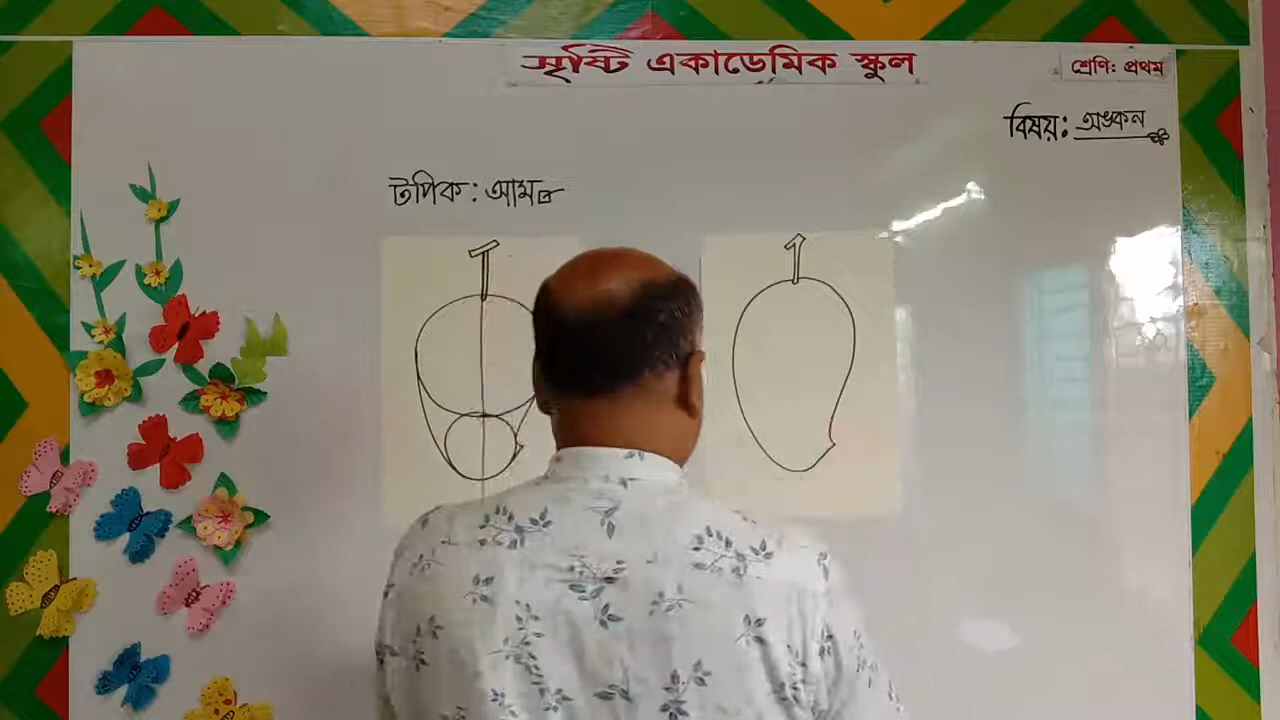 সৃষ্টি একাডেমিক স্কুল
শ্রেণি: প্রথম
বিষয়: অঙ্কন
টপিক: আম